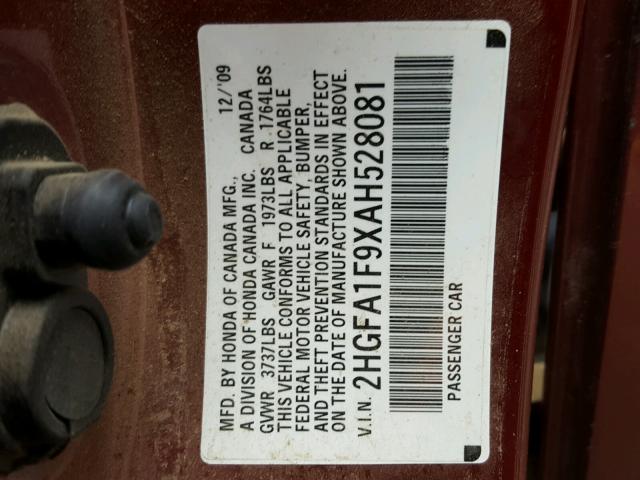 MFD. BY HONDA OF CANADA MFG., 12/'09
A DIVISION OF HONDA CANADA INC. CANADA
GVWR 3737LBS GAWR F 1973LBS R 1764LBS
THIS VEHICLE CONFORMS TO ALL APPLICABLE
FEDERAL MOTOR VEHICLE SAFETY, BUMPER,
AND THEFT PREVENTION STANDARDS IN EFFECT
ON THE DATE OF MANUFACTURE SHOWN ABOVE.
V.I.N. 2HGFA1F9XAH528081
PASSENGER CAR